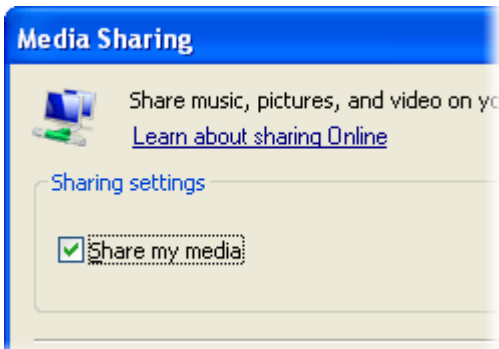 Media Sharing
Share music, pictures, and video on
Learn about sharing Online
Sharing settings
Share my media